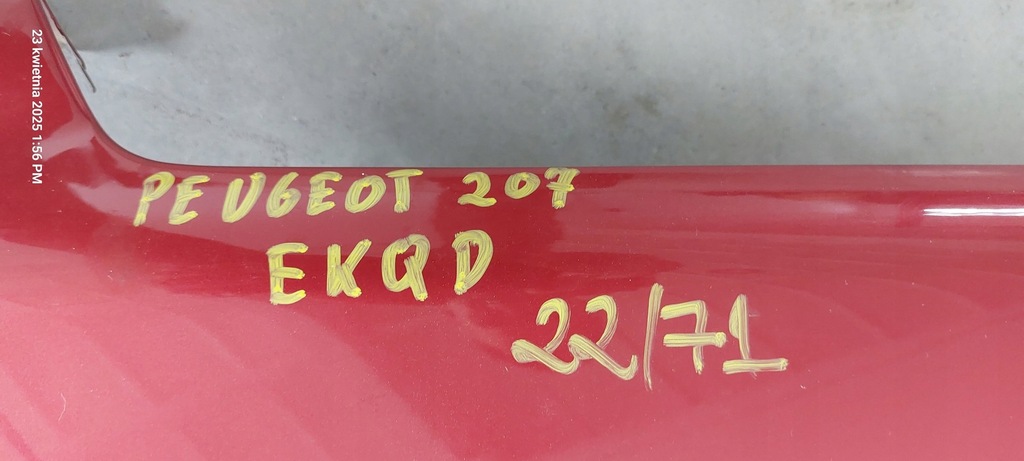 23 kwietnia 2025 1:56 PM
PEUGEOT 207
EKQD
22/71